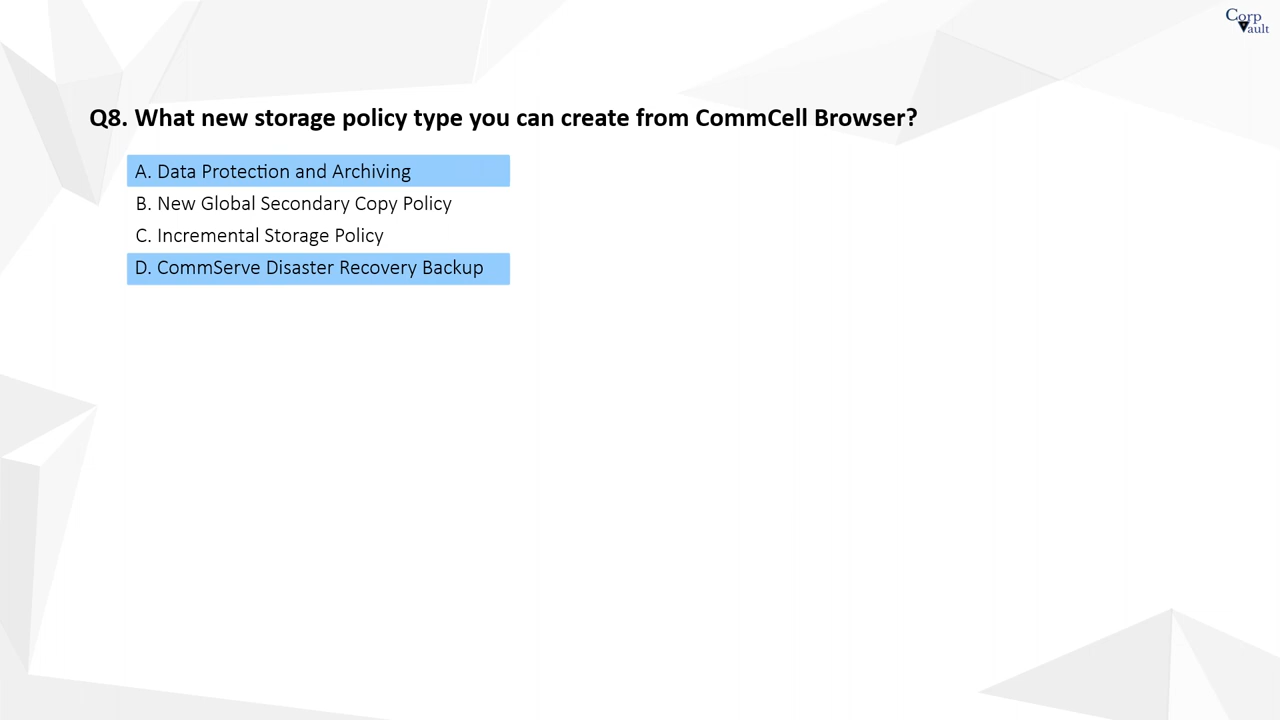 Corp
Vault
Q8. What new storage policy type you can create from CommCell Browser?
A. Data Protection and Archiving
B. New Global Secondary Copy Policy
C. Incremental Storage Policy
D. CommServe Disaster Recovery Backup